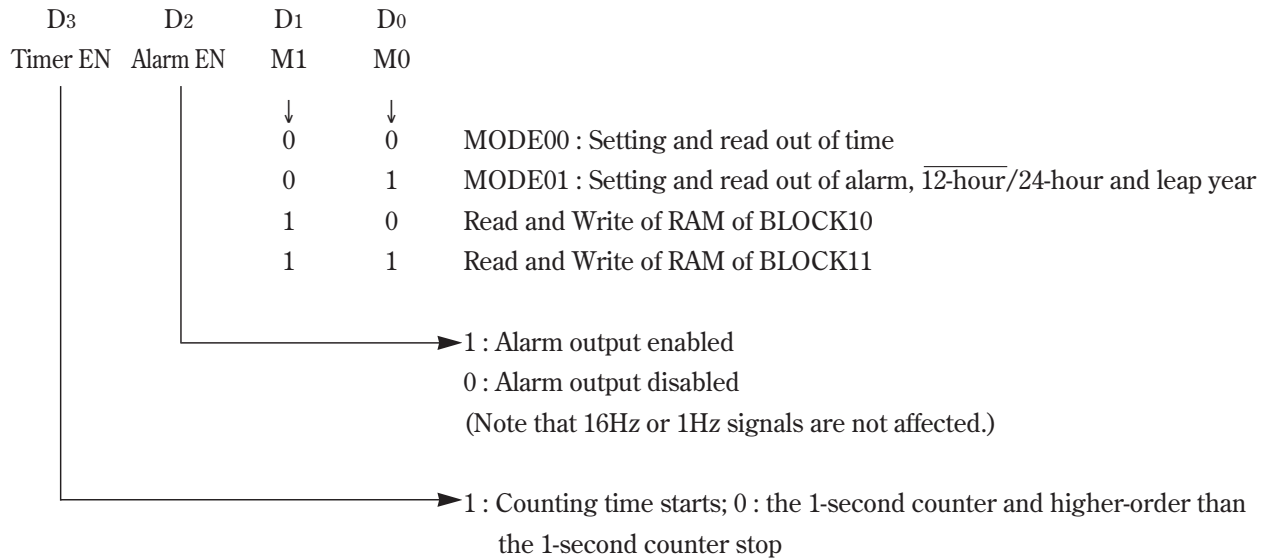 D3 D2 D1 D0
Timer EN Alarm EN M1 M0
↓ ↓
0 0 MODE00 : Setting and read out of time
0 1 MODE01 : Setting and read out of alarm, 12-hour/24-hour and leap year
1 0 Read and Write of RAM of BLOCK10
1 1 Read and Write of RAM of BLOCK11
1 : Alarm output enabled
0 : Alarm output disabled
(Note that 16Hz or 1Hz signals are not affected.)
1 : Counting time starts; 0 : the 1-second counter and higher-order than
the 1-second counter stop